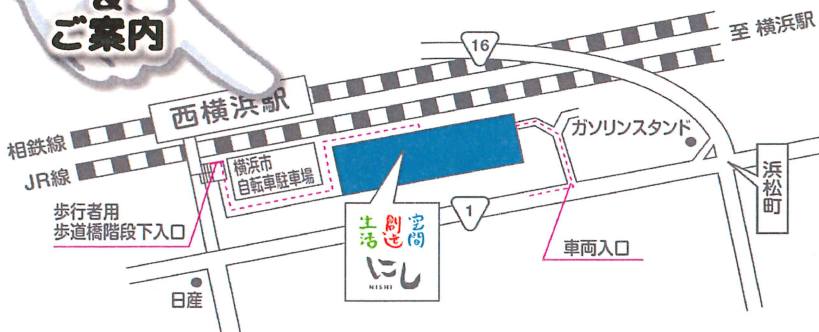 &
ご案内
16
至 横浜駅
西横浜駅
相鉄線
JR線
ガソリンスタンド
横浜市
自転車駐車場
浜松町
歩行者用
歩道橋階段下入口
1
生活 創造 空間
にし
NISHI
車両入口
日産